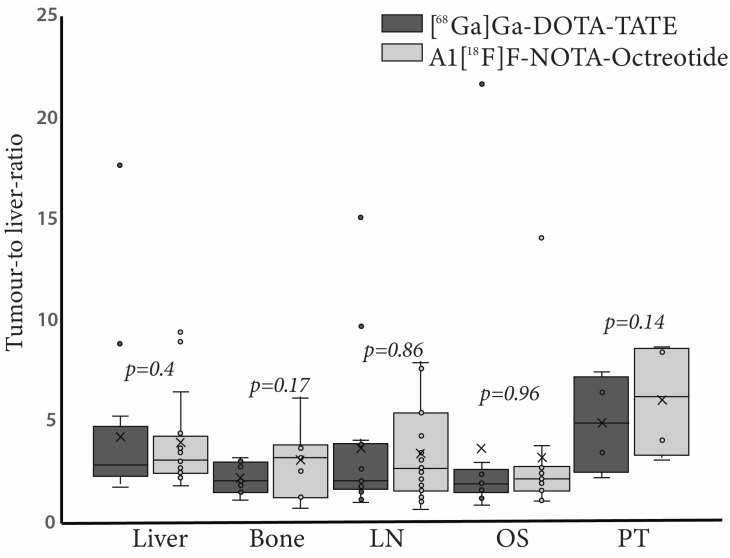 25
20
15
10
5
0
Tumour-to liver-ratio
[⁶⁸Ga]Ga-DOTA-TATE
A1[¹⁸F]F-NOTA-Octreotide
p=0.4
p=0.17
p=0.86
p=0.96
p=0.14
Liver
Bone
LN
OS
PT